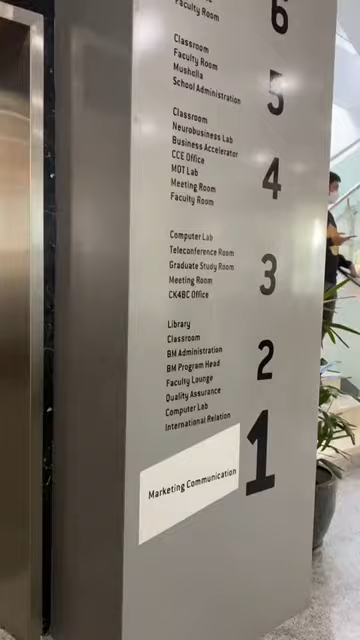 Faculty Room
6
Classroom
Faculty Room
Musholla
School Administration
5
Classroom
Neurobusiness Lab
Business Accelerator
CCE Office
MOT Lab
Meeting Room
Faculty Room
4
Computer Lab
Teleconference Room
Graduate Study Room
Meeting Room
CK4BC Office
3
Library
Classroom
BM Administration
BM Program Head
Faculty Lounge
Quality Assurance
Computer Lab
International Relation
2
Marketing Communication
1